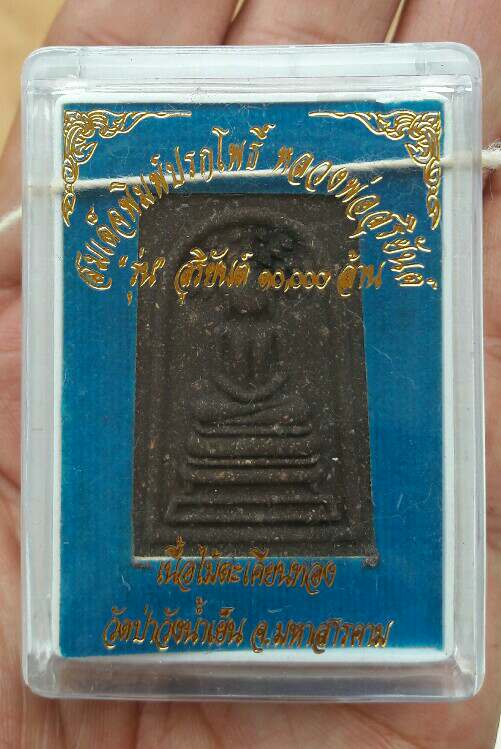 สมเด็จพิมพ์ปรกโพธิ์ หลวงพ่อสุริยันต์
"รุ่น" สุริยันต์ ๑๐,๐๐๐ ล้าน
เนื้อไม้ตะเคียนทอง
วัดป่าวังน้ำเย็น จ.มหาสารคาม